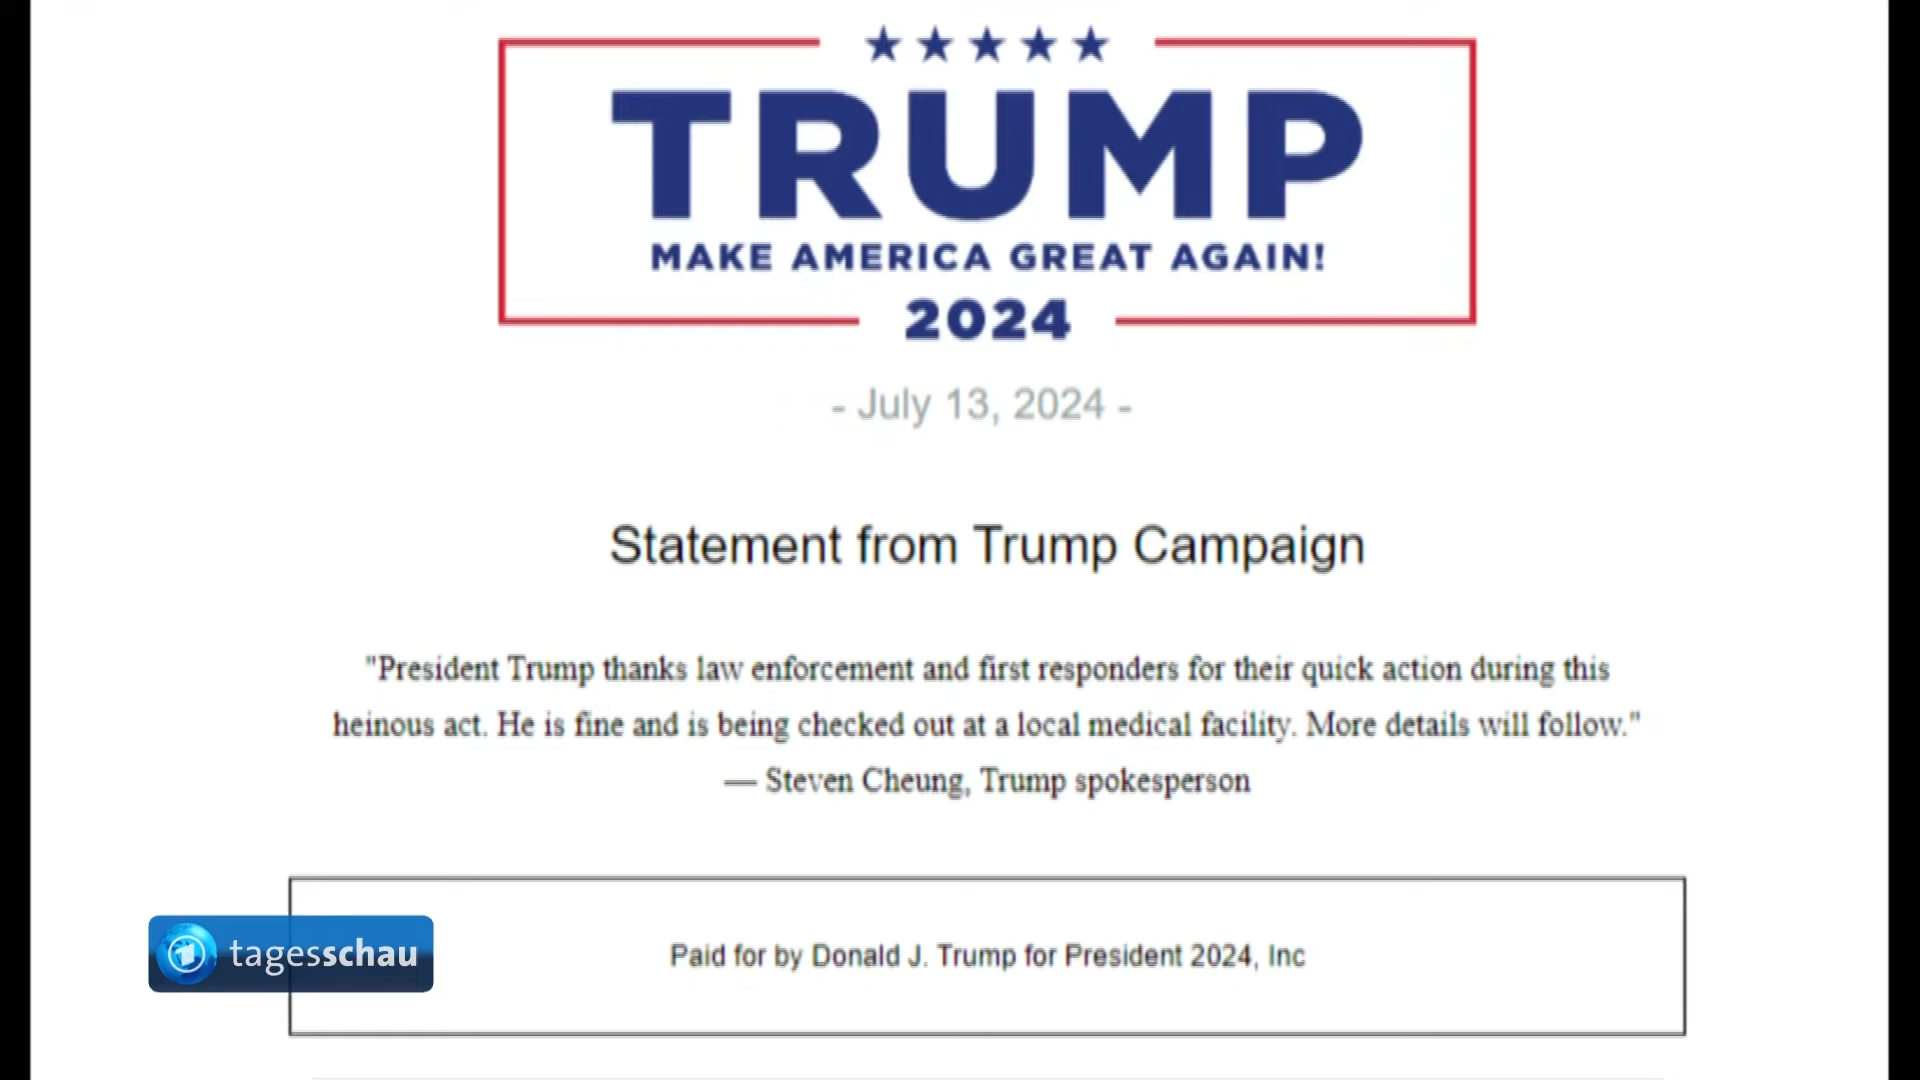 TRUMP
MAKE AMERICA GREAT AGAIN!
2024
- July 13, 2024 -
Statement from Trump Campaign
"President Trump thanks law enforcement and first responders for their quick action during this
heinous act. He is fine and is being checked out at a local medical facility. More details will follow."
— Steven Cheung, Trump spokesperson
tagesschau
Paid for by Donald J. Trump for President 2024, Inc